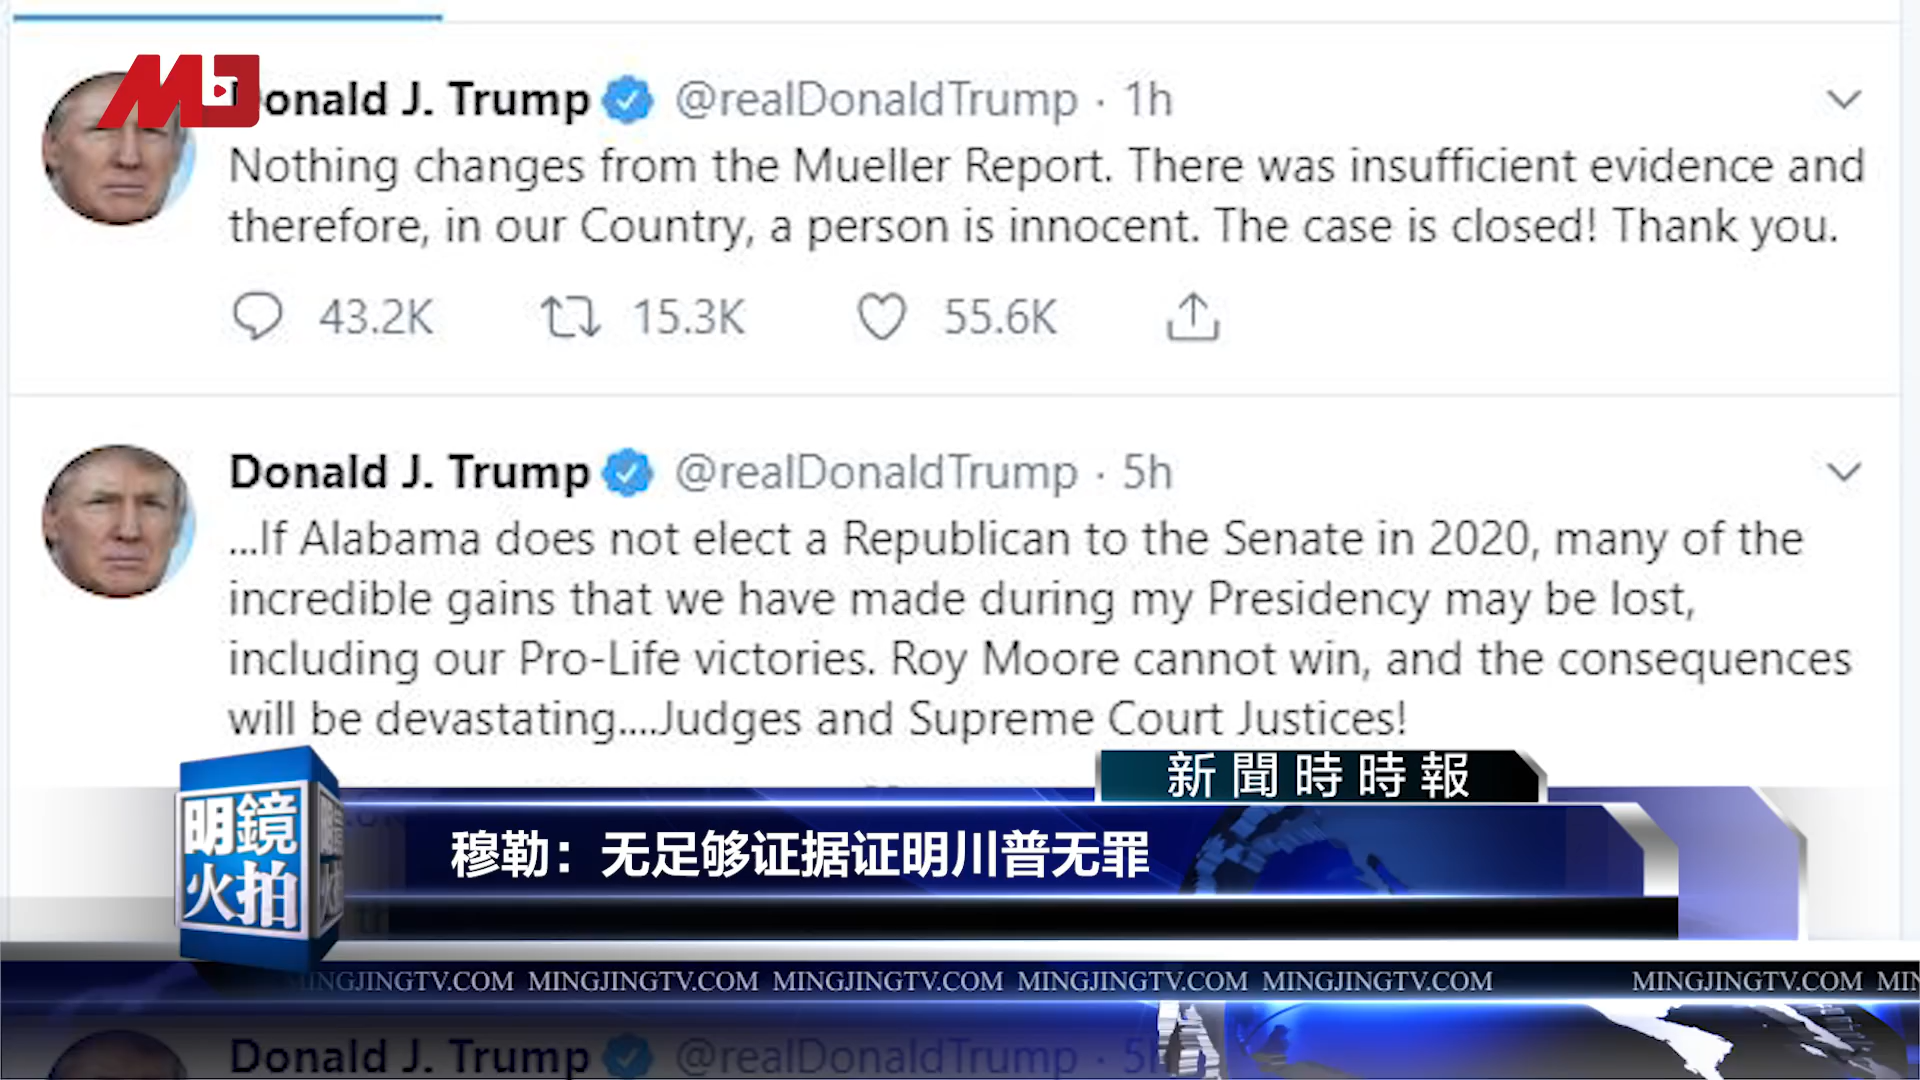 Donald J. Trump @realDonaldTrump · 1h
Nothing changes from the Mueller Report. There was insufficient evidence and
therefore, in our Country, a person is innocent. The case is closed! Thank you.
43.2K 15.3K 55.6K
Donald J. Trump @realDonaldTrump · 5h
...If Alabama does not elect a Republican to the Senate in 2020, many of the
incredible gains that we have made during my Presidency may be lost,
including our Pro-Life victories. Roy Moore cannot win, and the consequences
will be devastating....Judges and Supreme Court Justices!
新聞時時報
明鏡
火拍
穆勒：无足够证据证明川普无罪
MINGJINGTV.COM MINGJINGTV.COM MINGJINGTV.COM MINGJINGTV.COM MINGJINGTV.COM MINGJINGTV.COM MIN
Donald J. Trump @realDonaldTrump · 5h